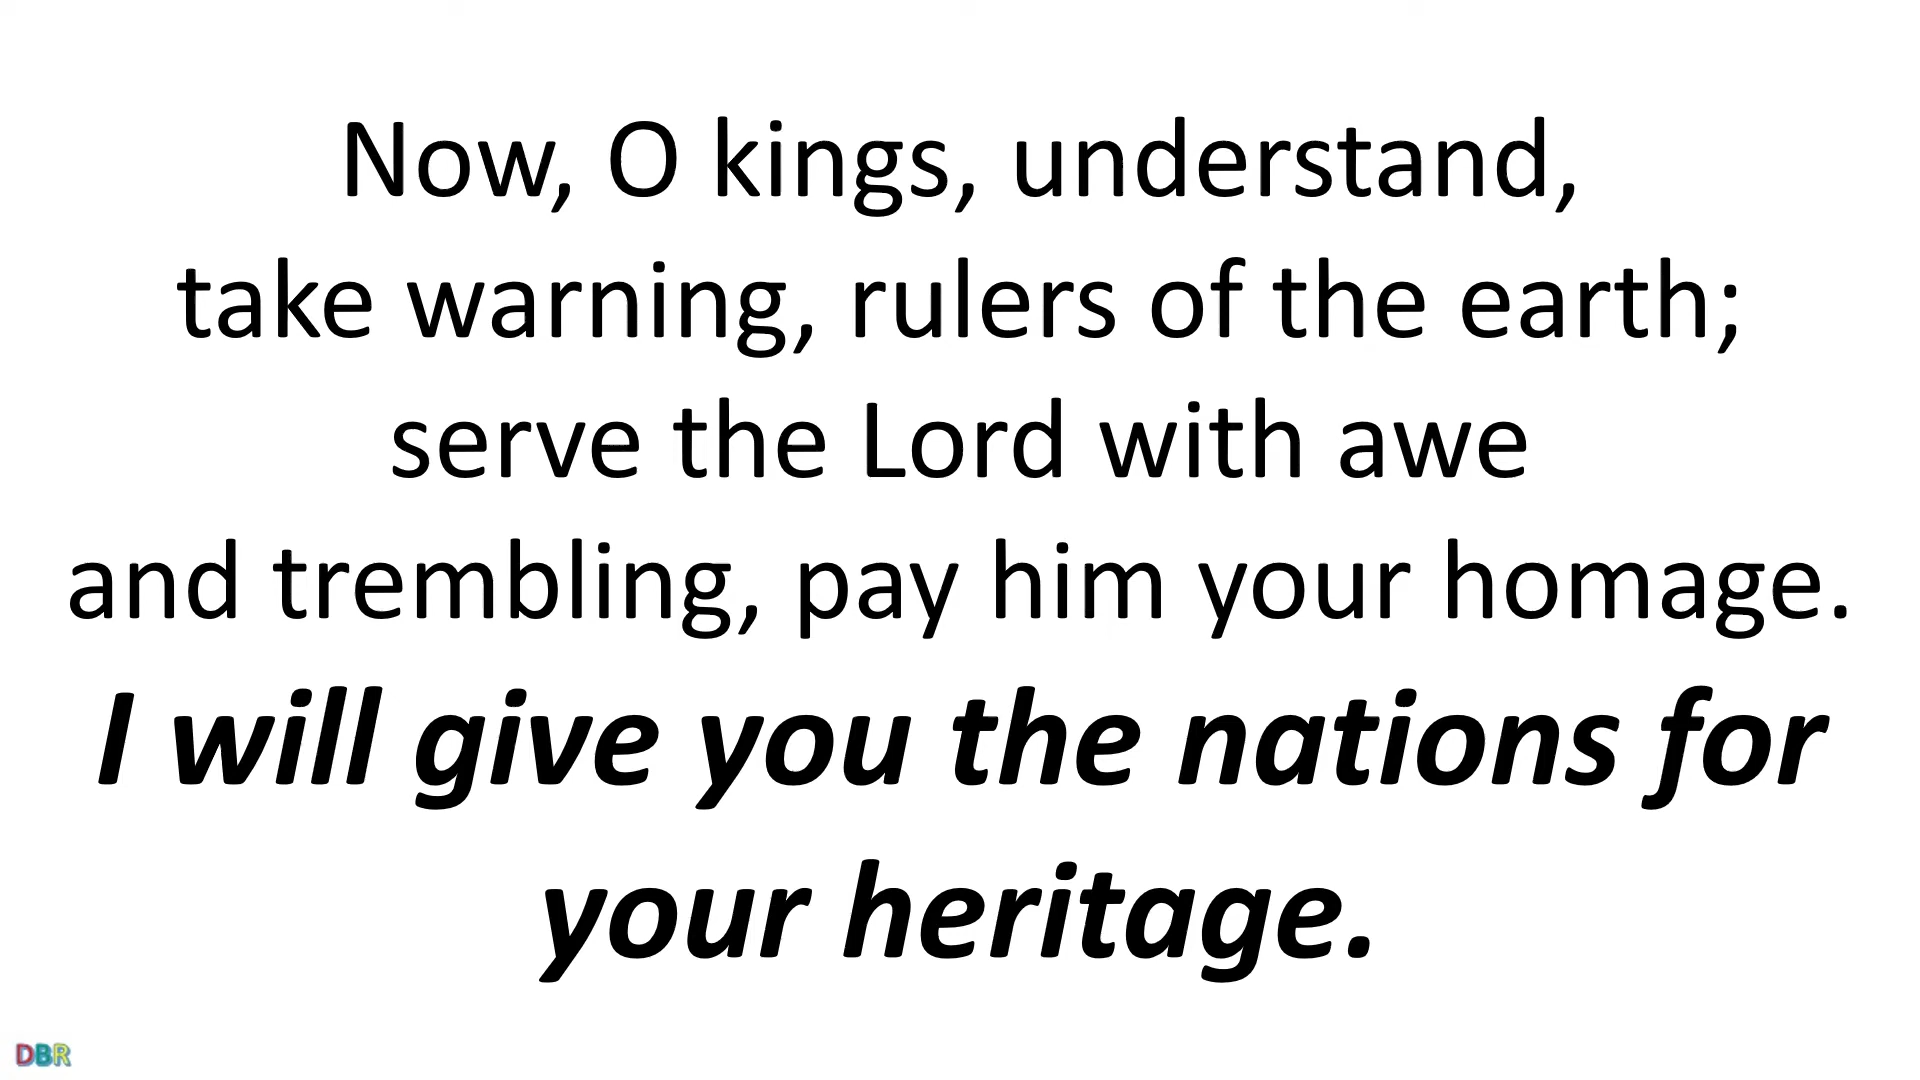 Now, O kings, understand,
take warning, rulers of the earth;
serve the Lord with awe
and trembling, pay him your homage.
I will give you the nations for
your heritage.
DBR